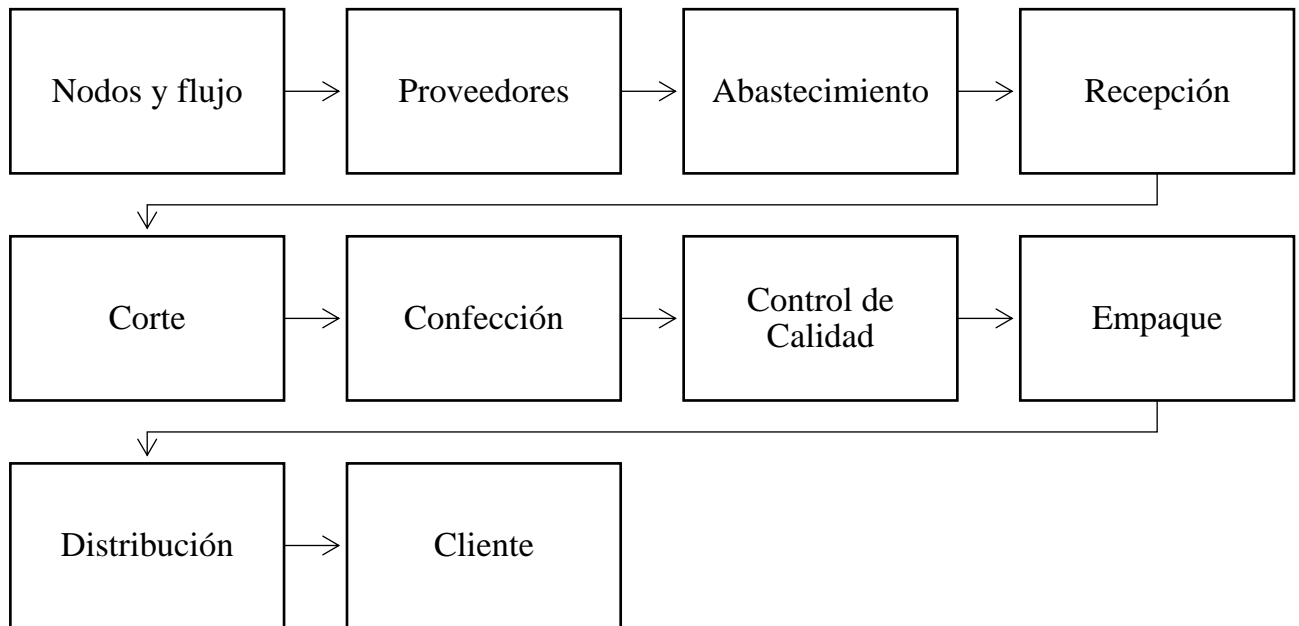 Nodos y flujo
Proveedores
Abastecimiento
Recepción
Corte
Confección
Control de
Calidad
Empaque
Distribución
Cliente